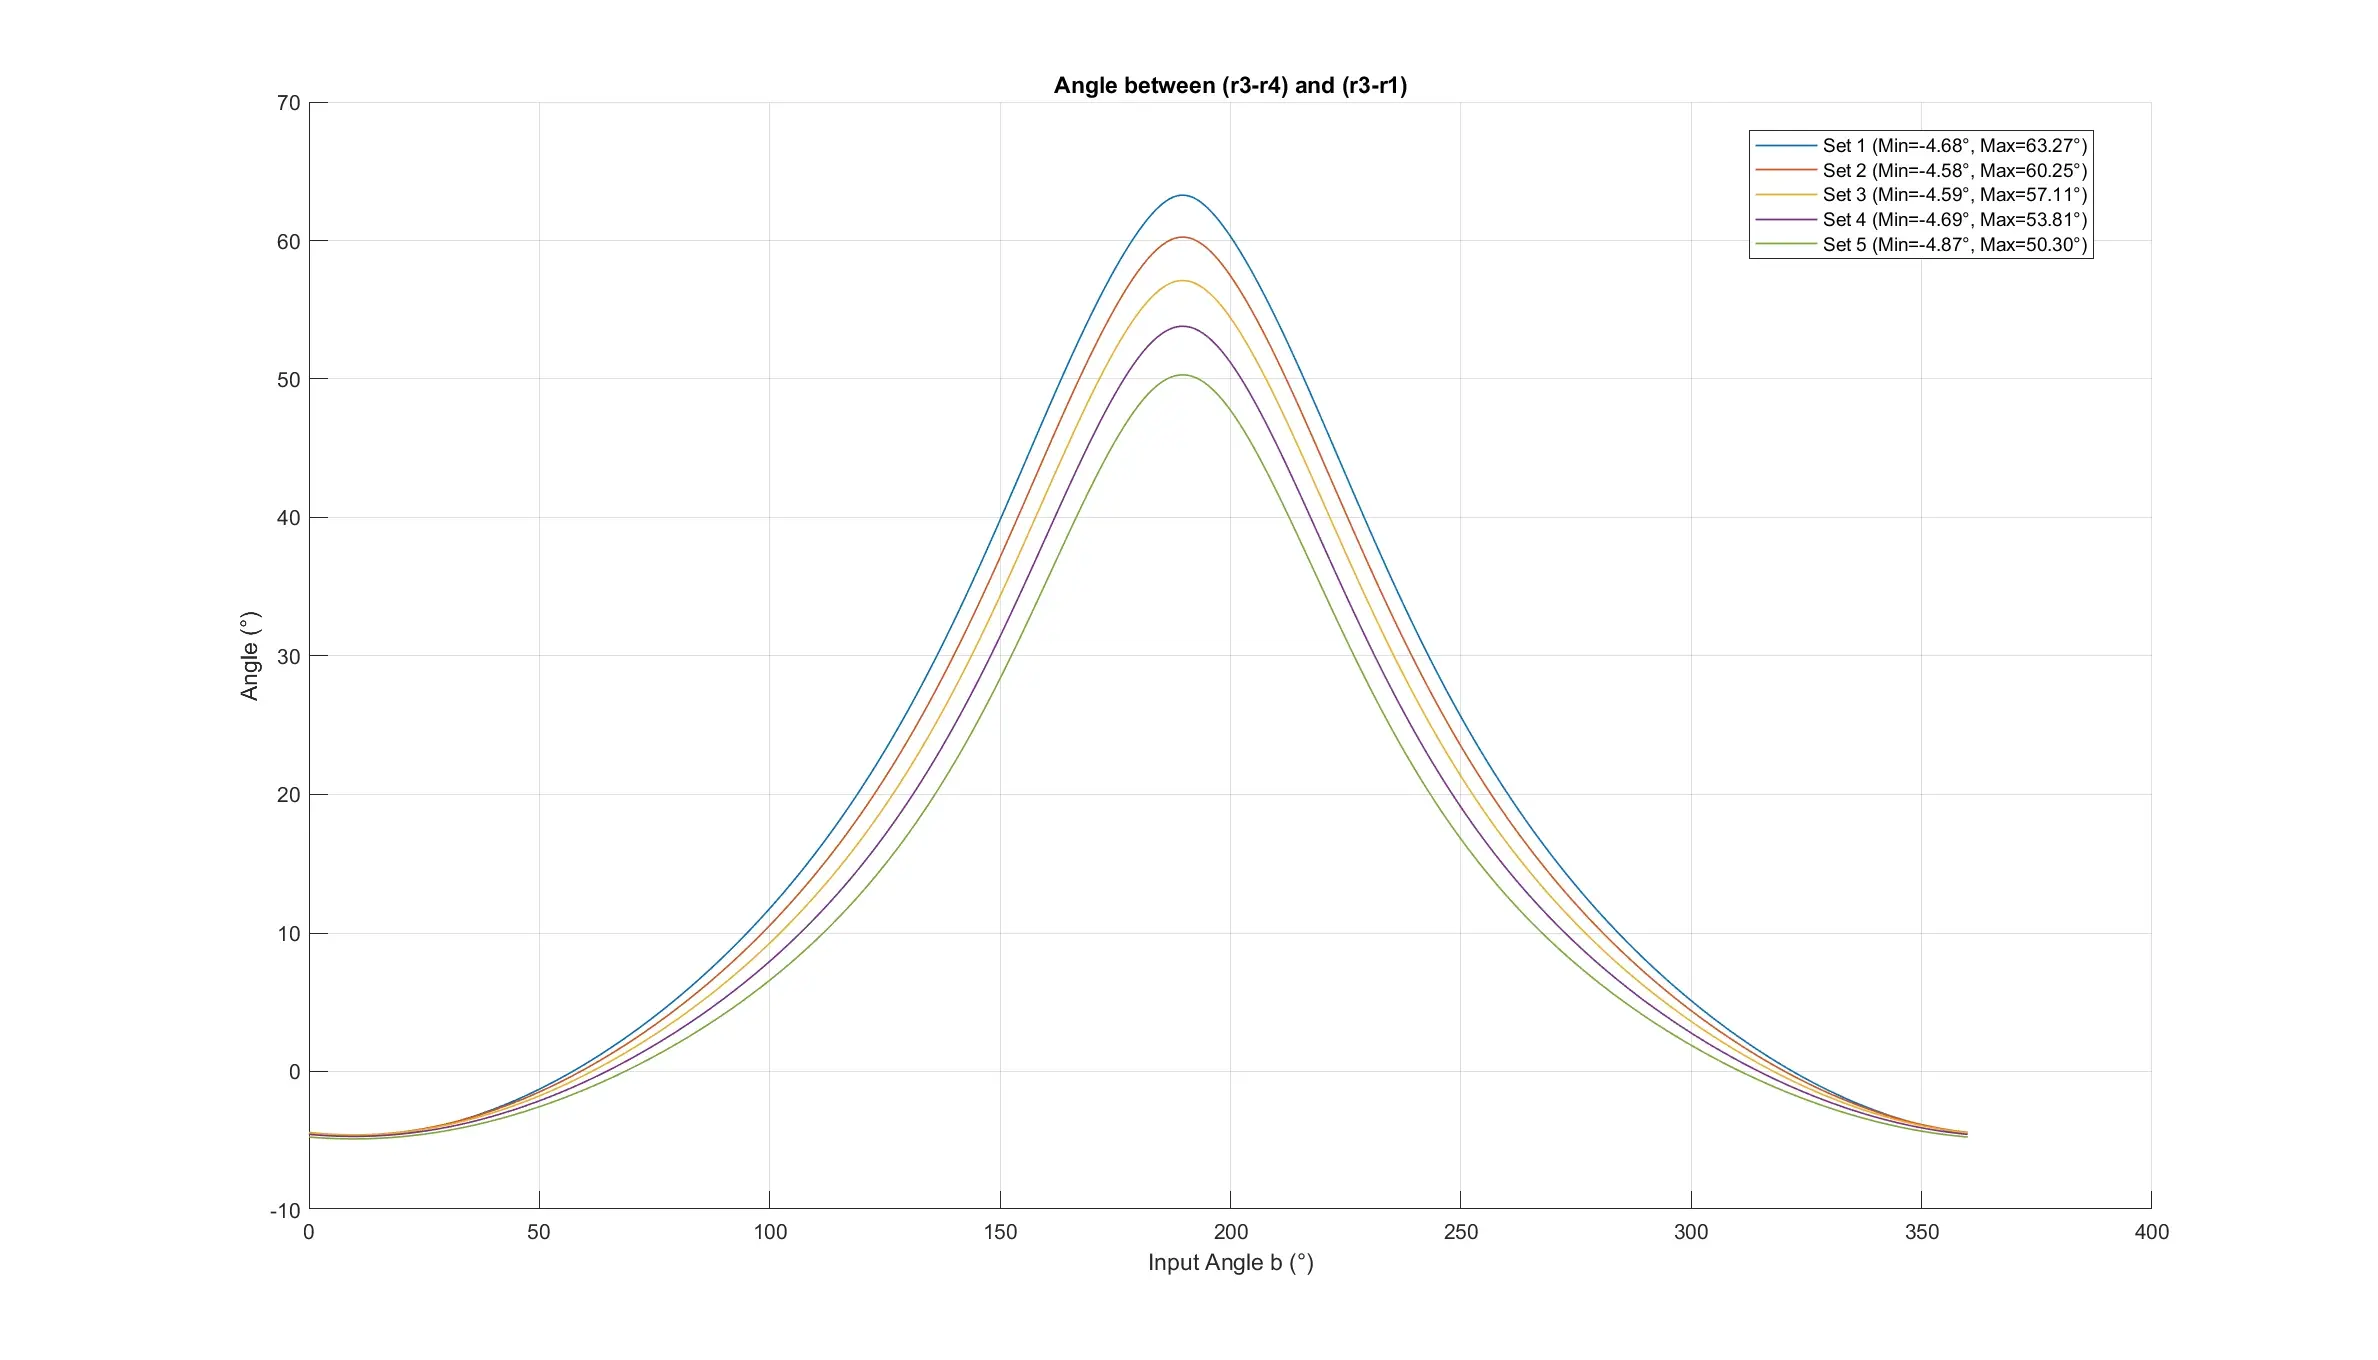 Angle between (r3-r4) and (r3-r1)
Set 1 (Min=-4.68°, Max=63.27°)
Set 2 (Min=-4.58°, Max=60.25°)
Set 3 (Min=-4.59°, Max=57.11°)
Set 4 (Min=-4.69°, Max=53.81°)
Set 5 (Min=-4.87°, Max=50.30°)
70
60
50
40
30
20
10
0
-10
Angle (°)
0 50 100 150 200 250 300 350 400
Input Angle b (°)